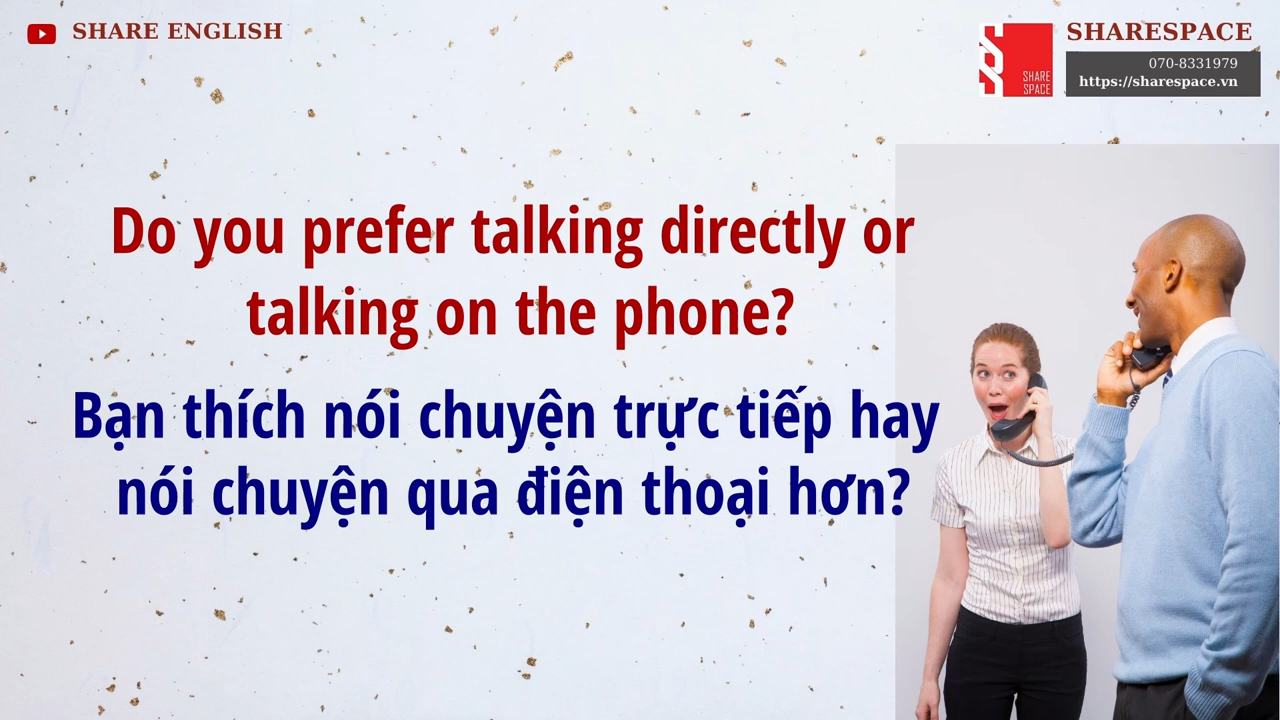 SHARE ENGLISH
SHARESPACE
070-8331979
https://sharespace.vn
SHARE
SPACE
Do you prefer talking directly or
talking on the phone?
Bạn thích nói chuyện trực tiếp hay
nói chuyện qua điện thoại hơn?